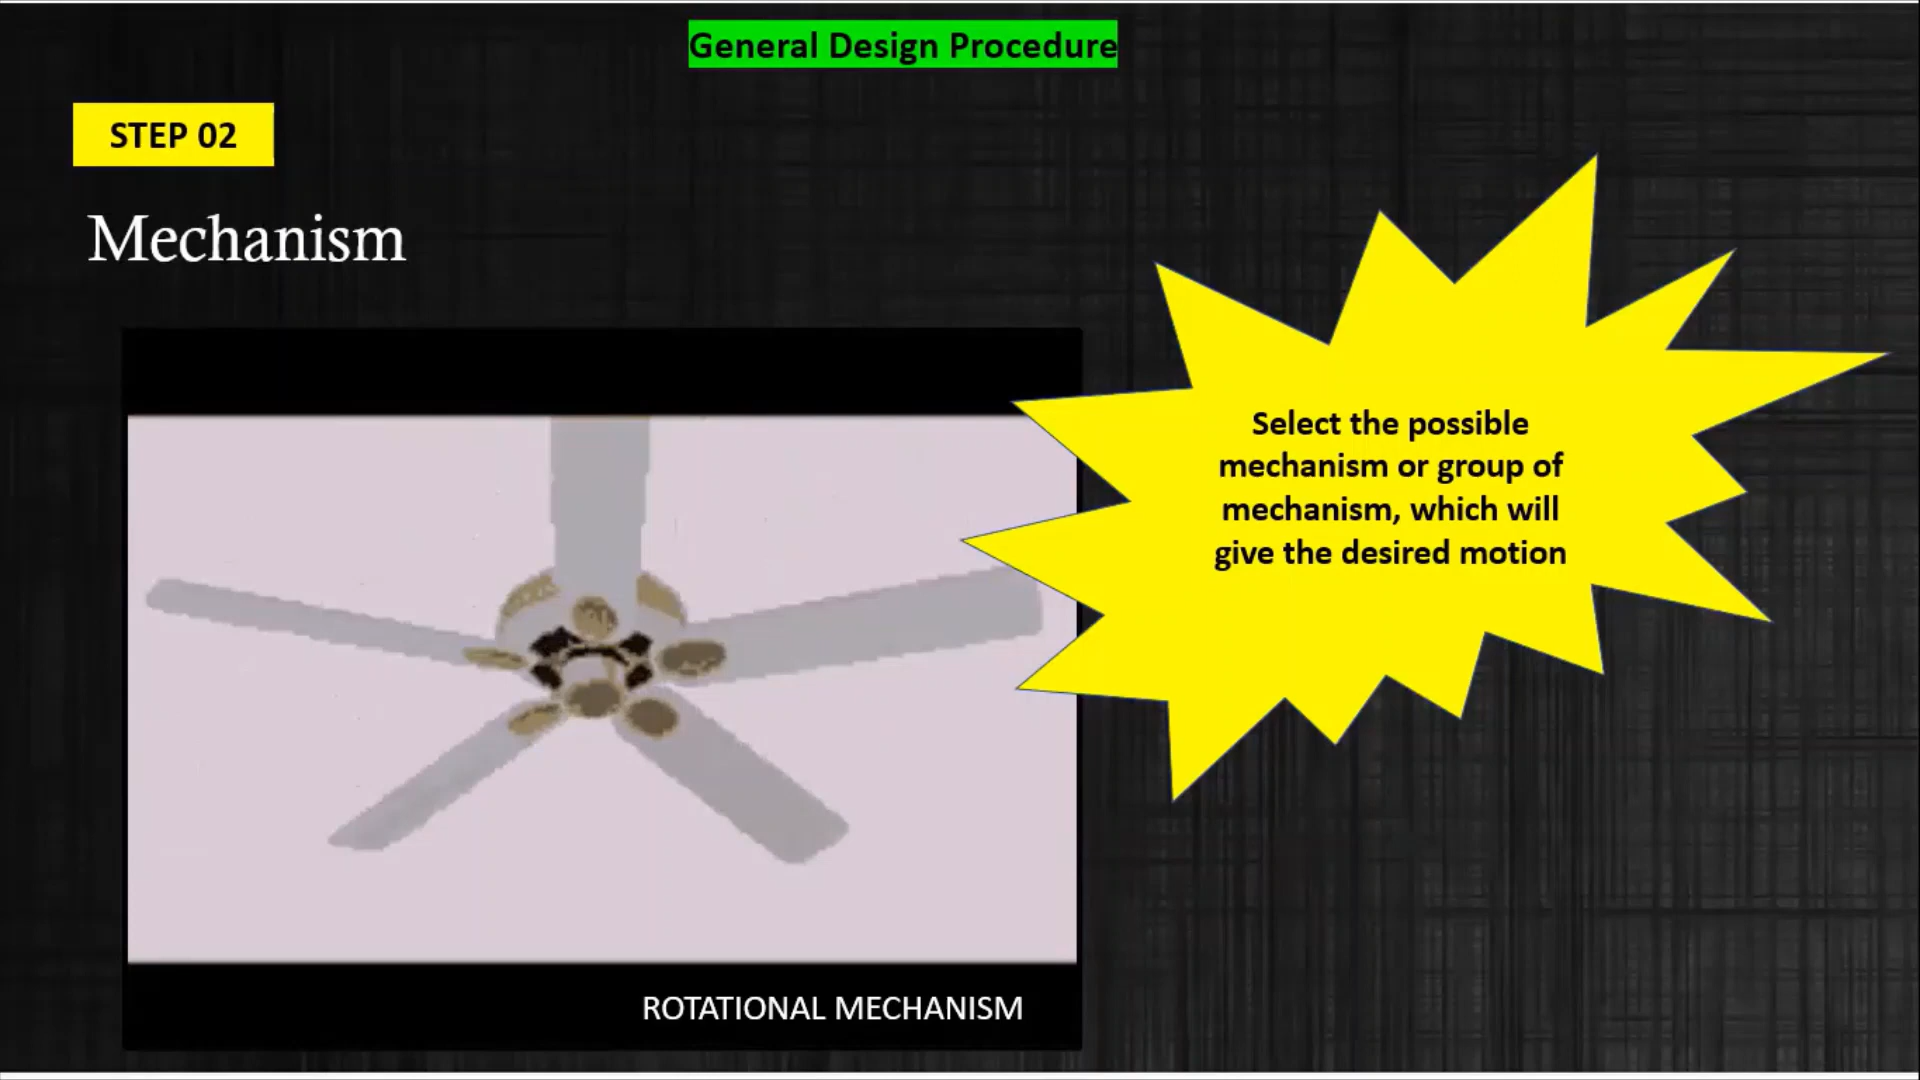 General Design Procedure
STEP 02
Mechanism
Select the possible
mechanism or group of
mechanism, which will
give the desired motion
ROTATIONAL MECHANISM